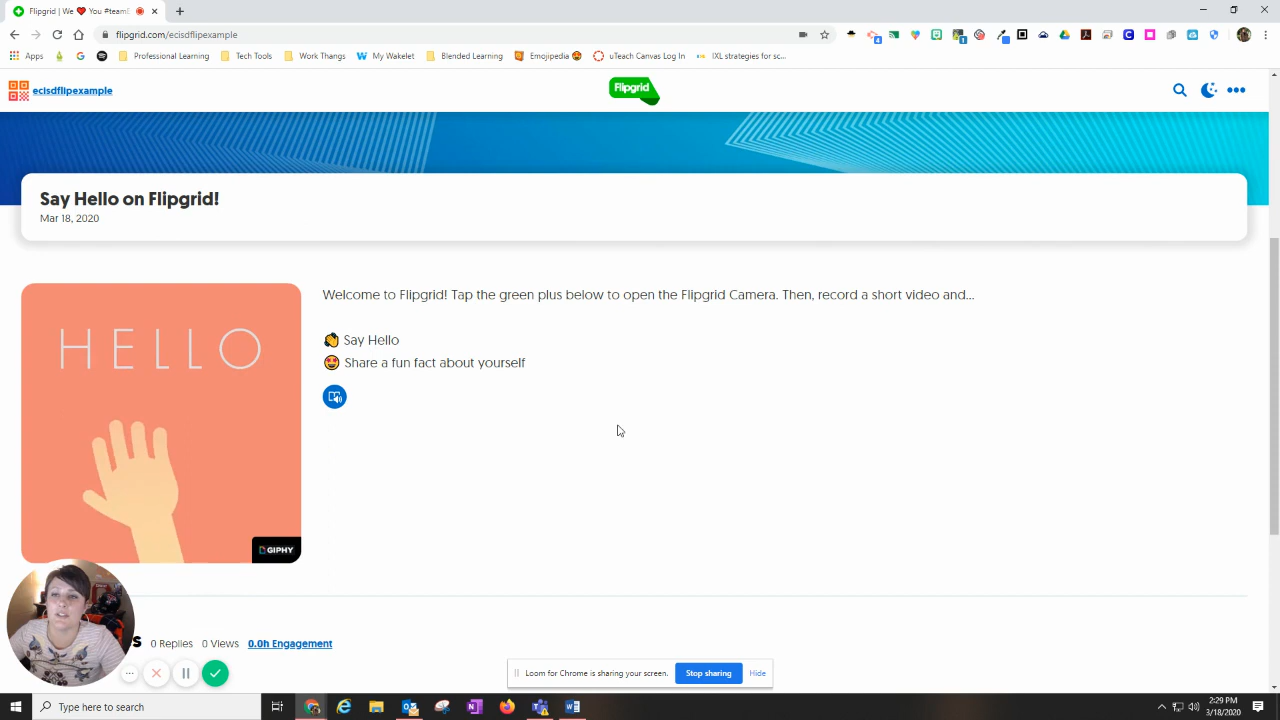 Flipgrid | We ❤ You #teamE
flipgrid.com/ecisdflipexample
Apps
Professional Learning
Tech Tools
Work Thangs
My Wakelet
Blended Learning
Emojipedia
uTeach Canvas Log In
IXL strategies for sc...
ecisdflipexample
Flipgrid
Say Hello on Flipgrid!
Mar 18, 2020
HELLO
GIPHY
Welcome to Flipgrid! Tap the green plus below to open the Flipgrid Camera. Then, record a short video and...
👏 Say Hello
🤩 Share a fun fact about yourself
s 0 Replies 0 Views 0.0h Engagement
Loom for Chrome is sharing your screen. Stop sharing Hide
Type here to search
2:29 PM
3/18/2020